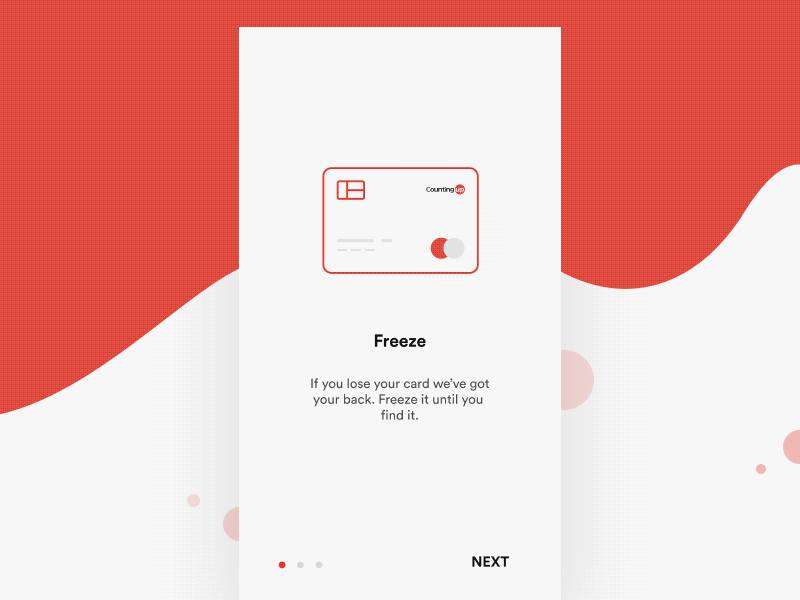 Counting up
Freeze
If you lose your card we've got
your back. Freeze it until you
find it.
NEXT